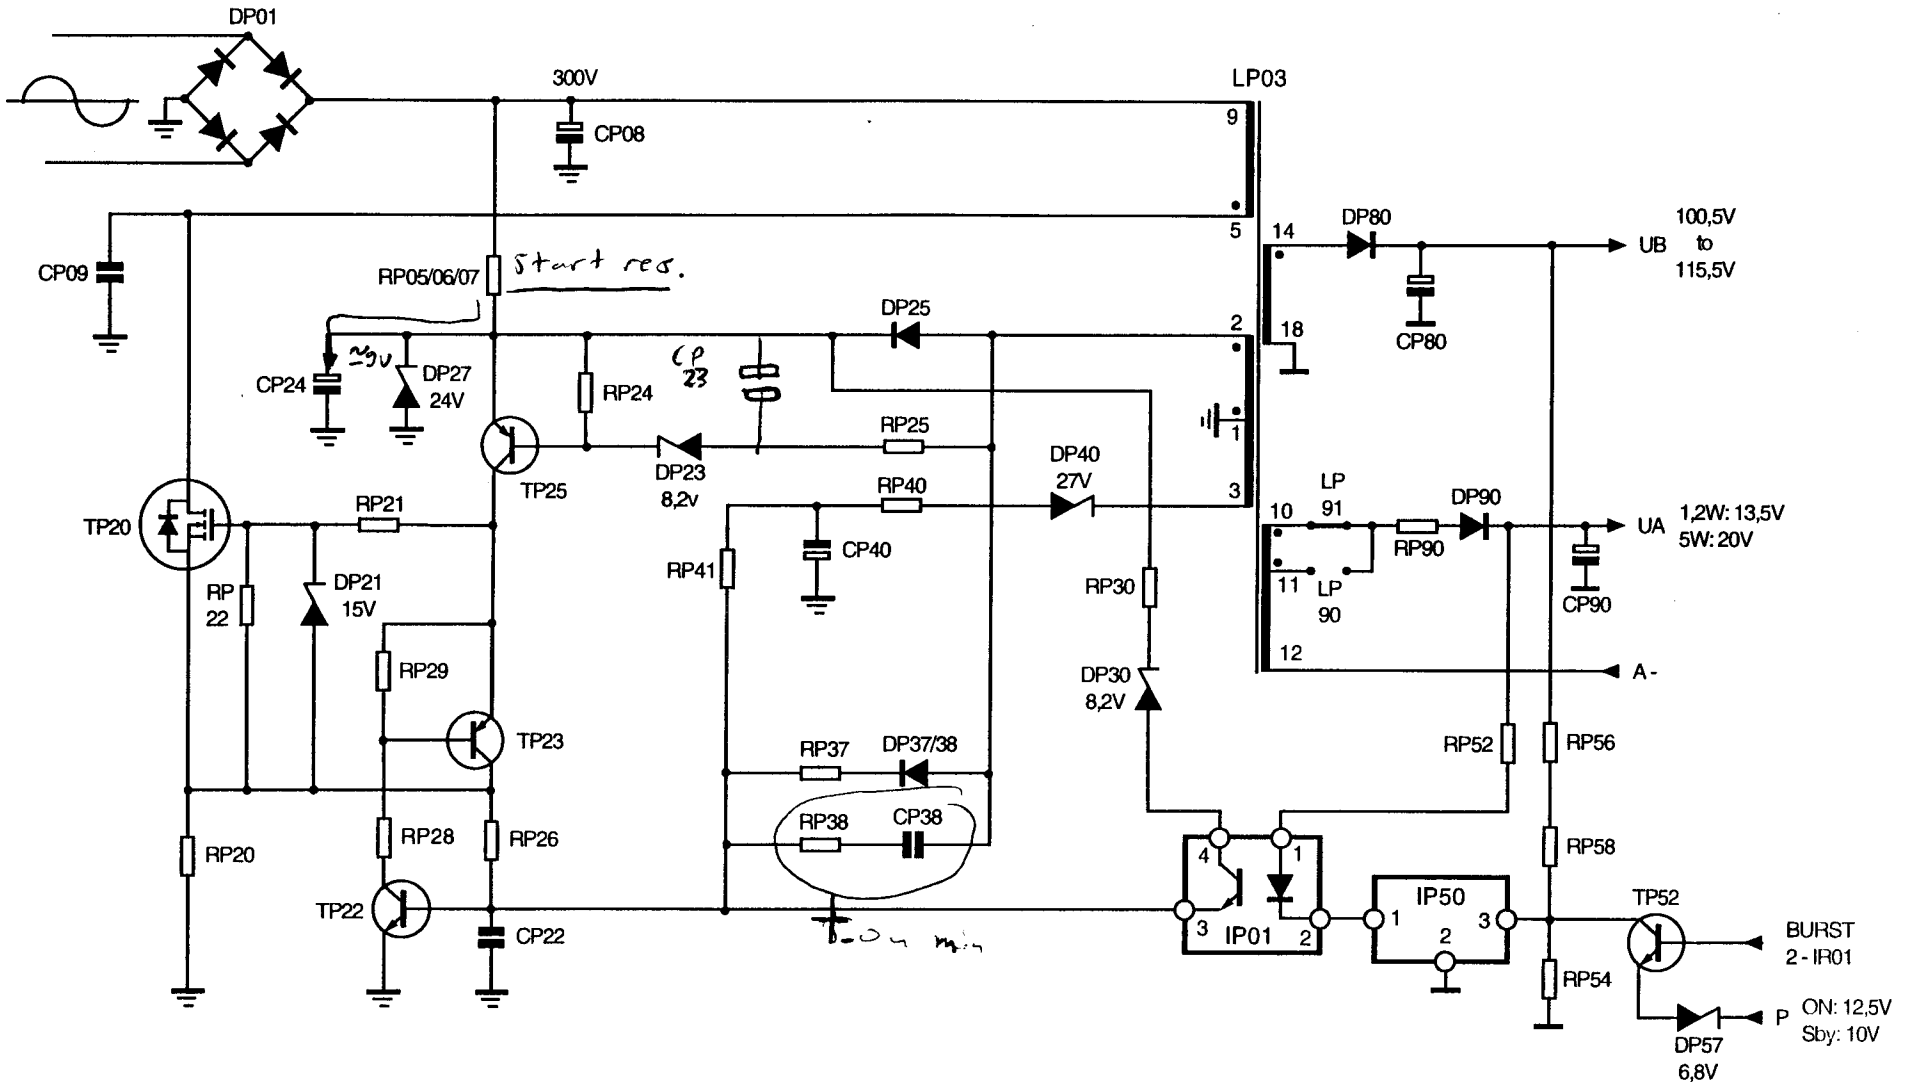 DP01
300V
LP03
9
CP08
5
14
DP80
100,5V
UB
to
115,5V
CP09
RP05/06/07
start res.
DP25
2
18
CP80
≃9v
CP
23
CP24
DP27
24V
RP24
RP25
1
DP23
8,2v
TP25
DP40
27V
LP
91
3
RP40
10
DP90
UA
1,2W: 13,5V
5W: 20V
TP20
RP21
CP40
RP90
RP41
RP
22
DP21
15V
RP30
11
LP
90
CP90
12
RP29
DP30
8,2V
A -
TP23
RP37
DP37/38
RP52
RP56
RP38
CP38
RP20
RP28
RP26
4
1
RP58
TP22
CP22
3
IP01
2
1
IP50
2
3
TP52
BURST
2 - IR01
min
RP54
P
ON: 12,5V
Sby: 10V
DP57
6,8V